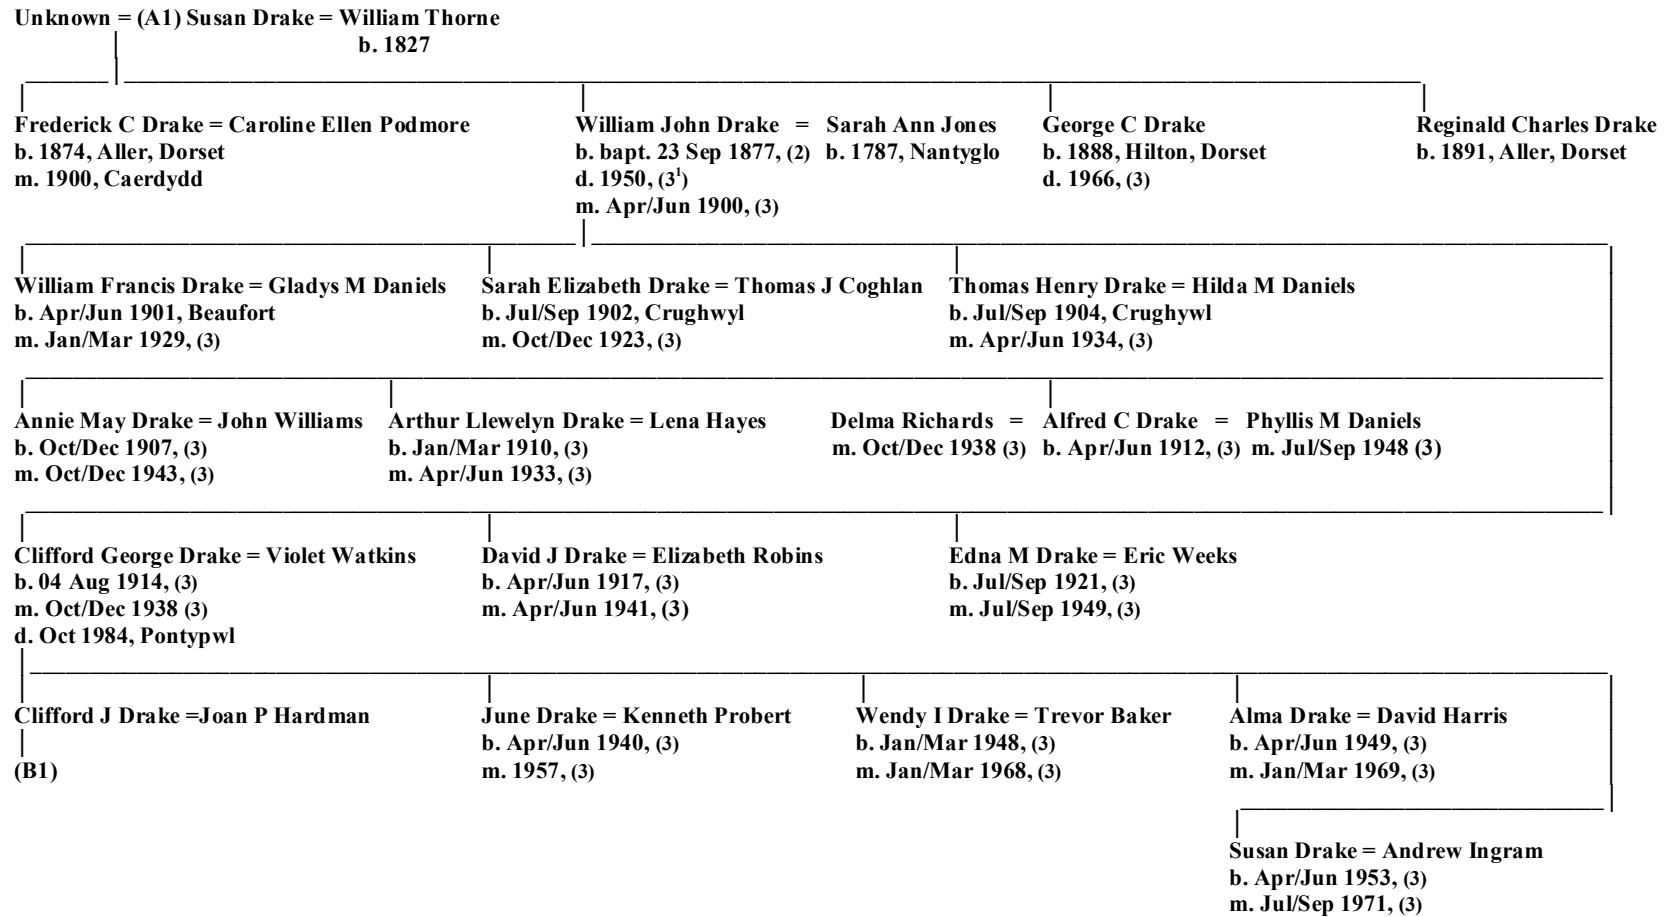 Unknown = (A1) Susan Drake = William Thorne
b. 1827
Frederick C Drake = Caroline Ellen Podmore
b. 1874, Aller, Dorset
m. 1900, Caerdydd
William John Drake = Sarah Ann Jones
b. bapt. 23 Sep 1877, (2) b. 1787, Nantyglo
d. 1950, (3¹)
m. Apr/Jun 1900, (3)
George C Drake
b. 1888, Hilton, Dorset
d. 1966, (3)
Reginald Charles Drake
b. 1891, Aller, Dorset
William Francis Drake = Gladys M Daniels
b. Apr/Jun 1901, Beaufort
m. Jan/Mar 1929, (3)
Sarah Elizabeth Drake = Thomas J Coghlan
b. Jul/Sep 1902, Crughwyl
m. Oct/Dec 1923, (3)
Thomas Henry Drake = Hilda M Daniels
b. Jul/Sep 1904, Crughywl
m. Apr/Jun 1934, (3)
Annie May Drake = John Williams
b. Oct/Dec 1907, (3)
m. Oct/Dec 1943, (3)
Arthur Llewelyn Drake = Lena Hayes
b. Jan/Mar 1910, (3)
m. Apr/Jun 1933, (3)
Delma Richards = Alfred C Drake = Phyllis M Daniels
m. Oct/Dec 1938 (3) b. Apr/Jun 1912, (3) m. Jul/Sep 1948 (3)
Clifford George Drake = Violet Watkins
b. 04 Aug 1914, (3)
m. Oct/Dec 1938 (3)
d. Oct 1984, Pontypwl
David J Drake = Elizabeth Robins
b. Apr/Jun 1917, (3)
m. Apr/Jun 1941, (3)
Edna M Drake = Eric Weeks
b. Jul/Sep 1921, (3)
m. Jul/Sep 1949, (3)
Clifford J Drake =Joan P Hardman
(B1)
June Drake = Kenneth Probert
b. Apr/Jun 1940, (3)
m. 1957, (3)
Wendy I Drake = Trevor Baker
b. Jan/Mar 1948, (3)
m. Jan/Mar 1968, (3)
Alma Drake = David Harris
b. Apr/Jun 1949, (3)
m. Jan/Mar 1969, (3)
Susan Drake = Andrew Ingram
b. Apr/Jun 1953, (3)
m. Jul/Sep 1971, (3)